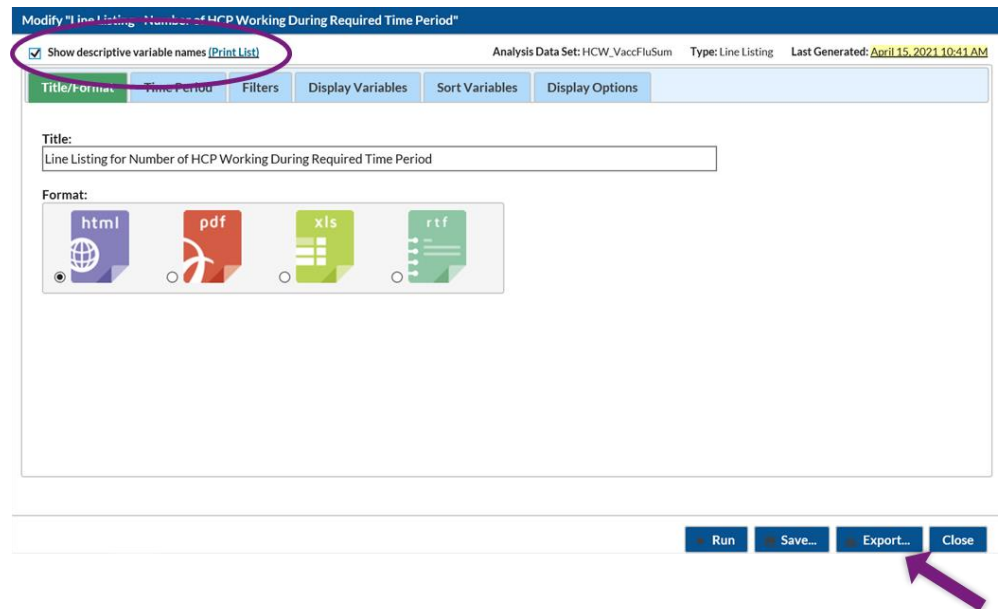 Modify "Line Listing - Number of HCP Working During Required Time Period"
Show descriptive variable names (Print List) Analysis Data Set: HCW_VaccFluSum Type: Line Listing Last Generated: April 15, 2021 10:41 AM
Title/Format Time Period Filters Display Variables Sort Variables Display Options
Title:
Line Listing for Number of HCP Working During Required Time Period
Format:
html pdf xls rtf
Run Save... Export... Close